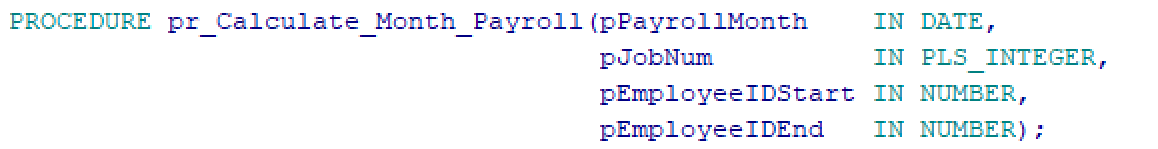 PROCEDURE pr_Calculate_Month_Payroll(pPayrollMonth    IN DATE,
                                     pJobNum          IN PLS_INTEGER,
                                     pEmployeeIDStart IN NUMBER,
                                     pEmployeeIDEnd   IN NUMBER);